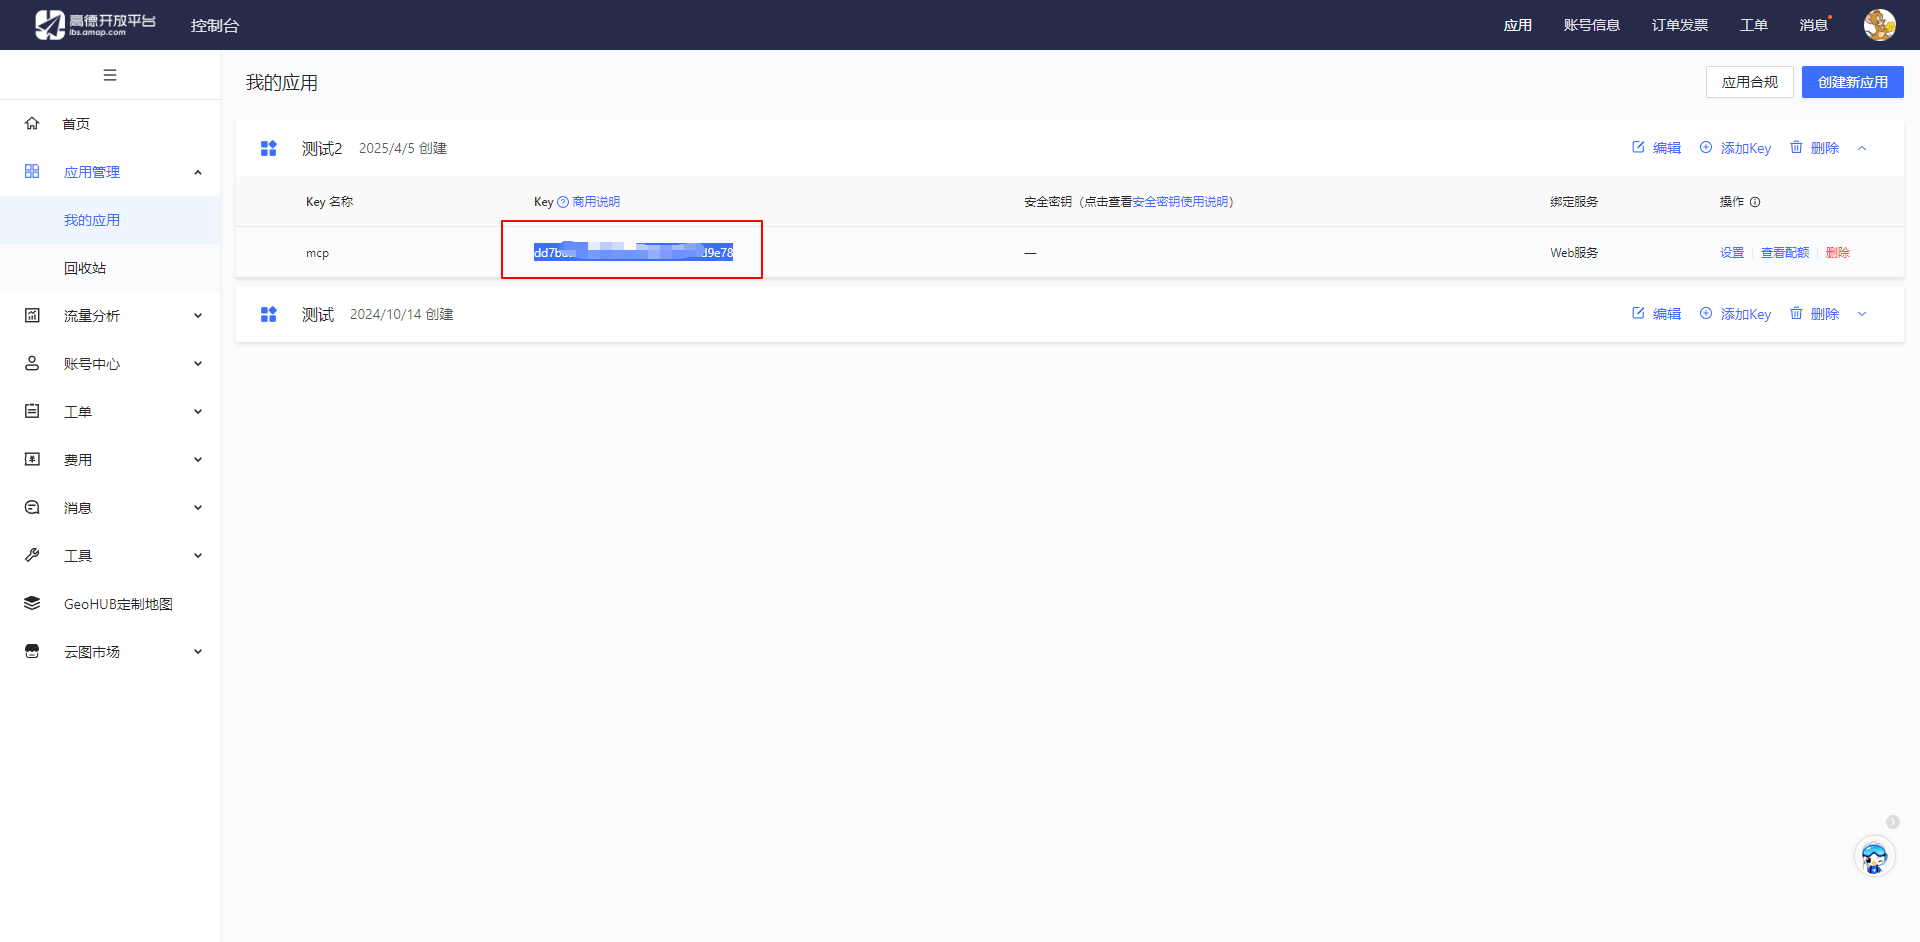 高德开放平台
lbs.amap.com
控制台
应用
账号信息
订单发票
工单
消息
首页
应用管理
我的应用
回收站
流量分析
账号中心
工单
费用
消息
工具
GeoHUB定制地图
云图市场
我的应用
应用合规
创建新应用
测试2 2025/4/5 创建
编辑 添加Key 删除
Key 名称 Key 商用说明 安全密钥（点击查看安全密钥使用说明） 绑定服务 操作
mcp dd7b d9e78 — Web服务 设置 查看配额 删除
测试 2024/10/14 创建
编辑 添加Key 删除